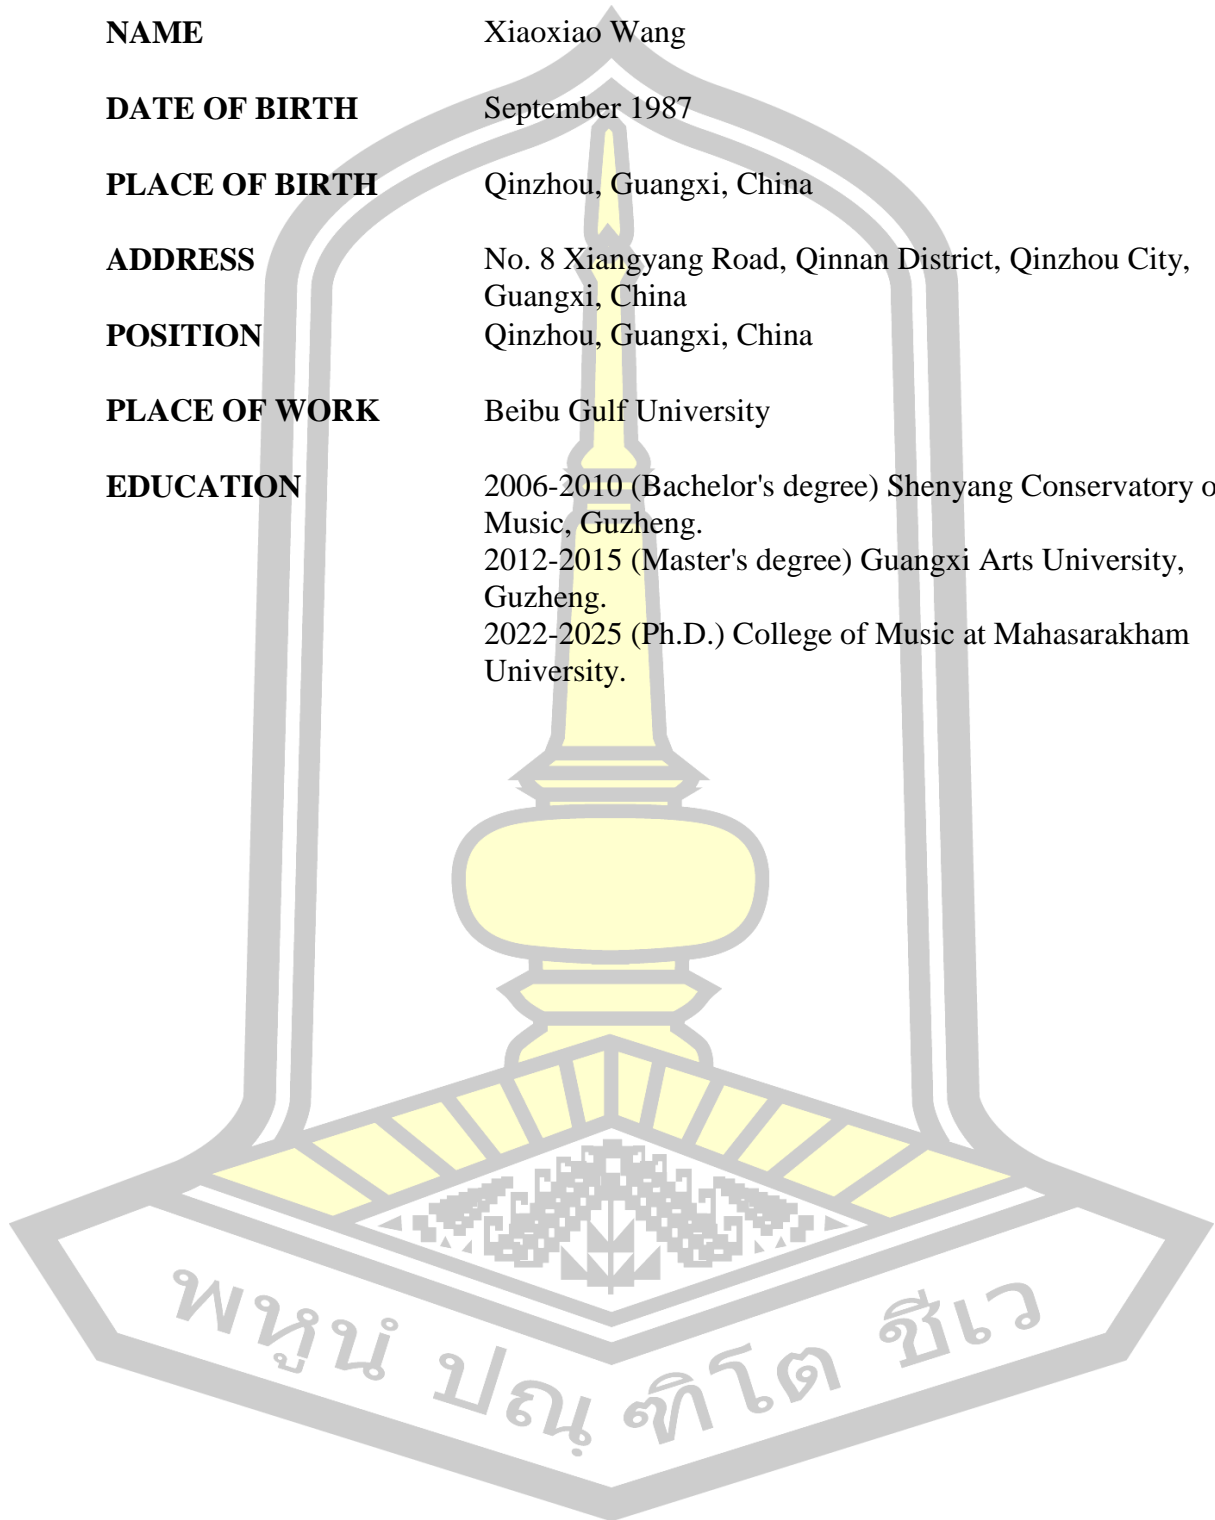 NAME Xiaoxiao Wang
DATE OF BIRTH September 1987
PLACE OF BIRTH Qinzhou, Guangxi, China
ADDRESS No. 8 Xiangyang Road, Qinnan District, Qinzhou City,
Guangxi, China
POSITION Qinzhou, Guangxi, China
PLACE OF WORK Beibu Gulf University
EDUCATION 2006-2010 (Bachelor's degree) Shenyang Conservatory o
Music, Guzheng.
2012-2015 (Master's degree) Guangxi Arts University,
Guzheng.
2022-2025 (Ph.D.) College of Music at Mahasarakham
University.
พหูนํ ปณฺฑิโต ชีเว